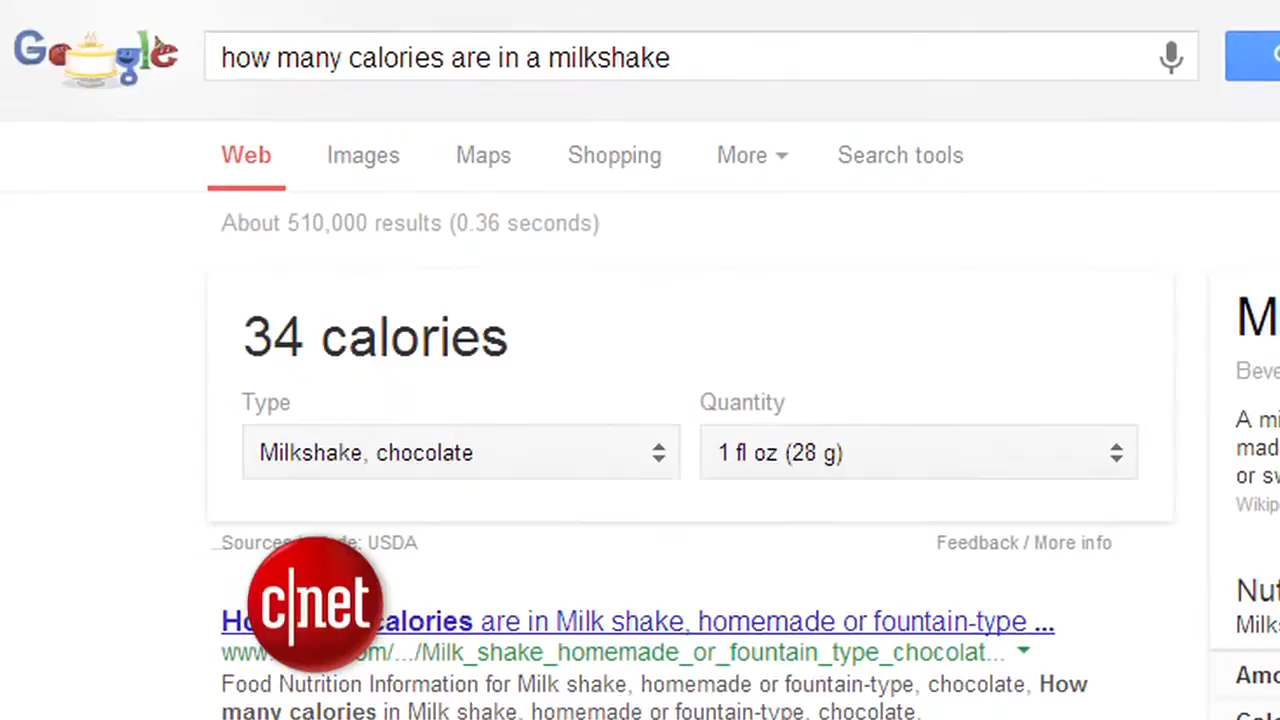 Google
how many calories are in a milkshake
Web Images Maps Shopping More Search tools
About 510,000 results (0.36 seconds)
34 calories
Type Quantity
Milkshake, chocolate 1 fl oz (28 g)
USDA Feedback / More info
c|net
calories are in Milk shake, homemade or fountain-type ...
/.../Milk_shake_homemade_or_fountain_type_chocolat...
Food Nutrition Information for Milk shake, homemade or fountain-type, chocolate, How
many calories in Milk shake, homemade or fountain-type, chocolate.
A
or